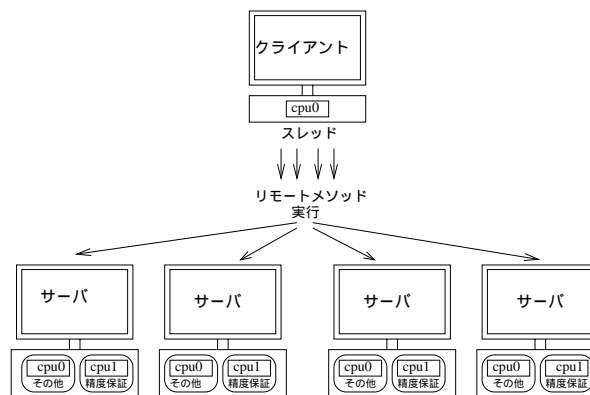 クライアント
cpu0
スレッド
リモートメソッド
実行
サーバ
サーバ
サーバ
サーバ
cpu0 cpu1
その他 精度保証
cpu0 cpu1
その他 精度保証
cpu0 cpu1
その他 精度保証
cpu0 cpu1
その他 精度保証